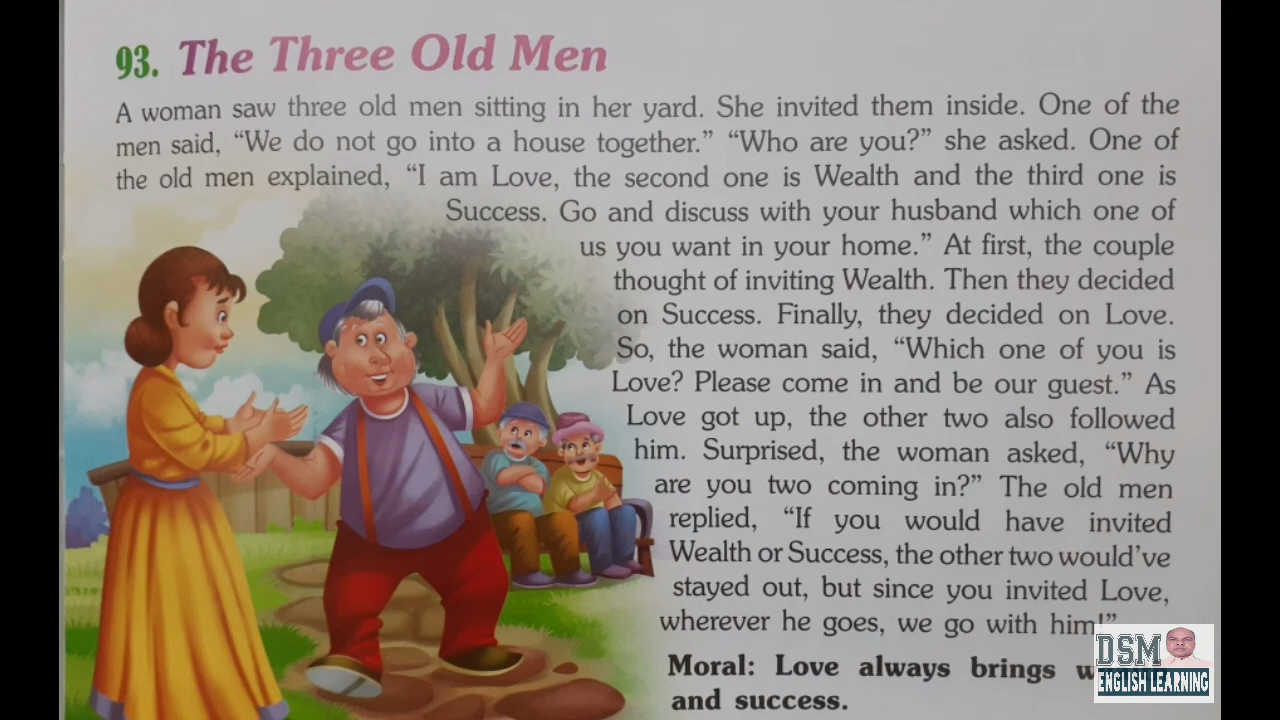 93. The Three Old Men
A woman saw three old men sitting in her yard. She invited them inside. One of the
men said, “We do not go into a house together.” “Who are you?” she asked. One of
the old men explained, “I am Love, the second one is Wealth and the third one is
Success. Go and discuss with your husband which one of
us you want in your home.” At first, the couple
thought of inviting Wealth. Then they decided
on Success. Finally, they decided on Love.
So, the woman said, “Which one of you is
Love? Please come in and be our guest.” As
Love got up, the other two also followed
him. Surprised, the woman asked, “Why
are you two coming in?” The old men
replied, “If you would have invited
Wealth or Success, the other two would’ve
stayed out, but since you invited Love,
wherever he goes, we go with him!”
Moral: Love always brings
and success.
DSM
ENGLISH LEARNING